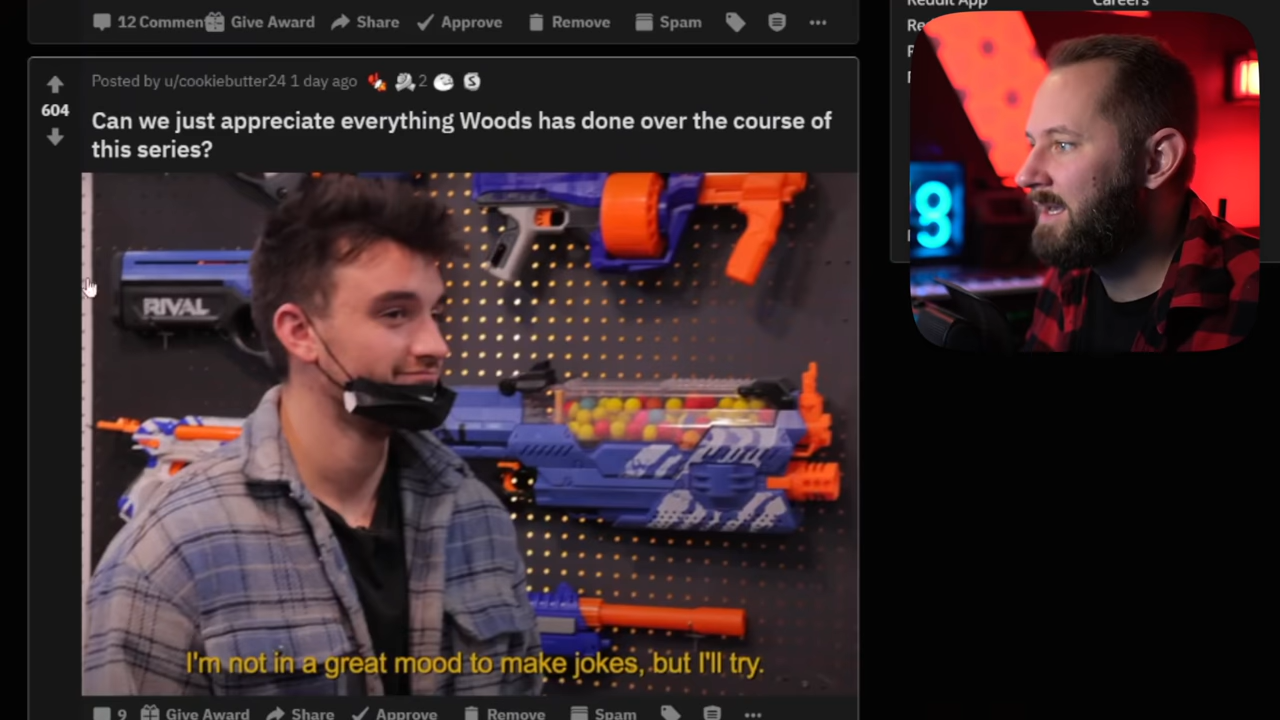 Reddit App
Careers
12 Commen
Give Award
Share
Approve
Remove
Spam
Posted by u/cookiebutter24 1 day ago
2
604
Can we just appreciate everything Woods has done over the course of
this series?
RIVAL
I'm not in a great mood to make jokes, but I'll try.
9
Give Award
Share
Approve
Remove
Spam